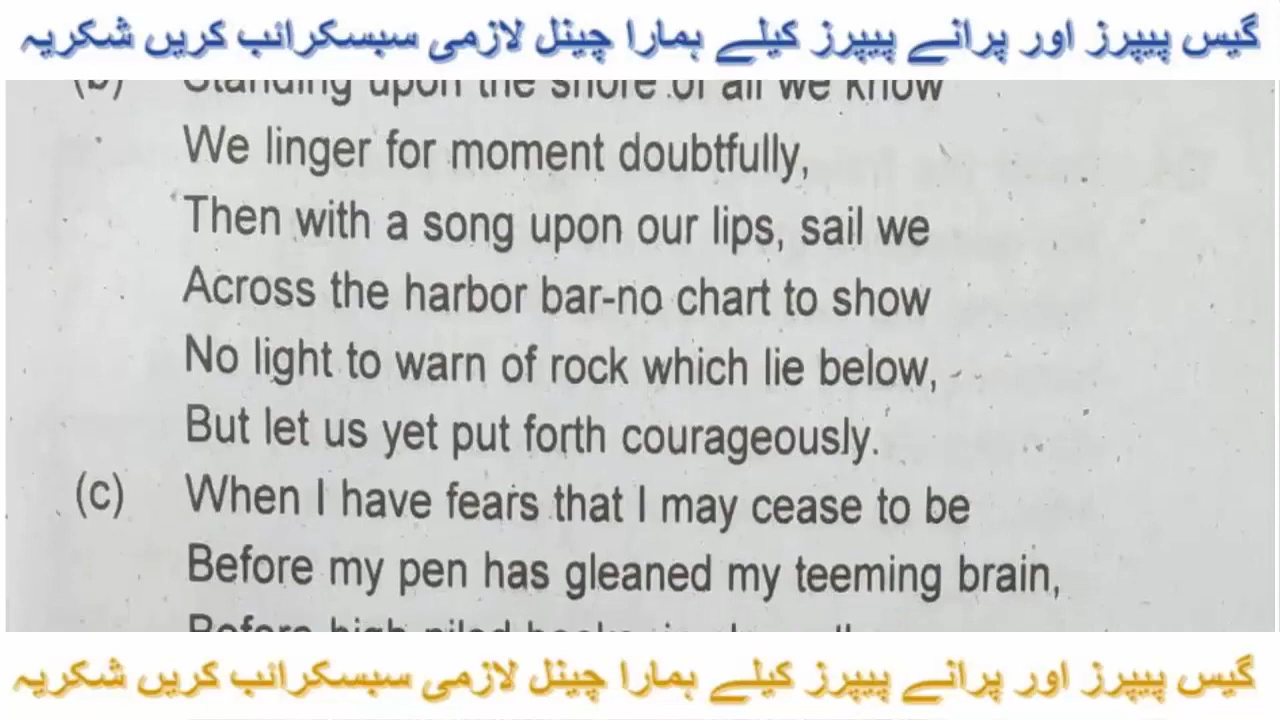 گیس پیپرز اور پرانے پیپرز کیلے ہمارا چینل لازمی سبسکرائب کریں شکریہ
(b) Standing upon the shore of all we know
We linger for moment doubtfully,
Then with a song upon our lips, sail we
Across the harbor bar-no chart to show
No light to warn of rock which lie below,
But let us yet put forth courageously.
(c) When I have fears that I may cease to be
Before my pen has gleaned my teeming brain,
Before high piled books, in
گیس پیپرز اور پرانے پیپرز کیلے ہمارا چینل لازمی سبسکرائب کریں شکریہ